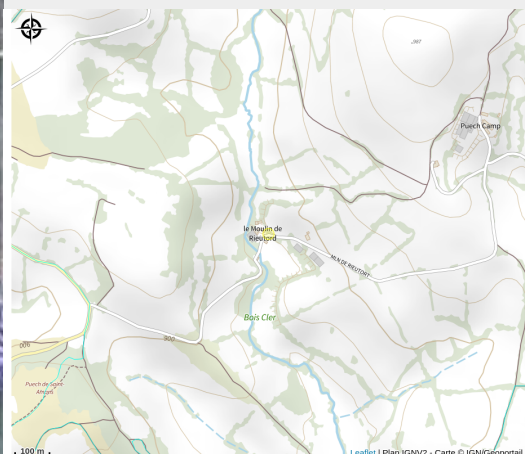 Puech Camp
le Moulin de
Rieutord
MLN DE RIEUTORT
Bois Cler
900
Puech de Saint-
100 m
Leaflet | Plan IGNV2 - Carte © IGN/Geoportail